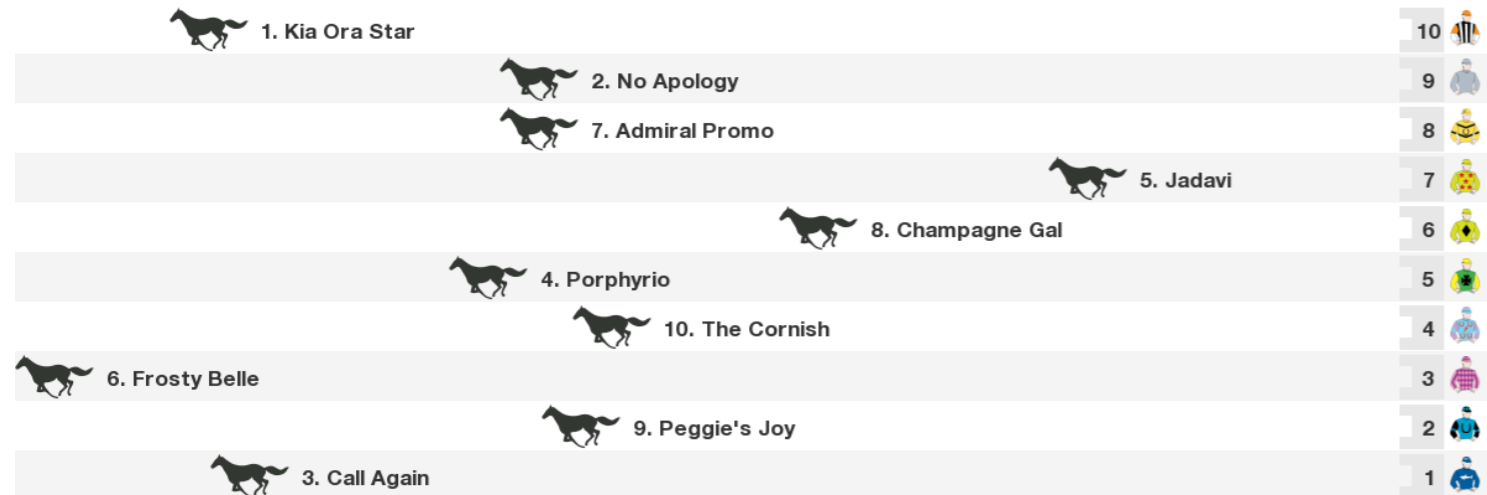 1. Kia Ora Star 10
2. No Apology 9
7. Admiral Promo 8
5. Jadavi 7
8. Champagne Gal 6
4. Porphyrio 5
10. The Cornish 4
6. Frosty Belle 3
9. Peggie's Joy 2
3. Call Again 1